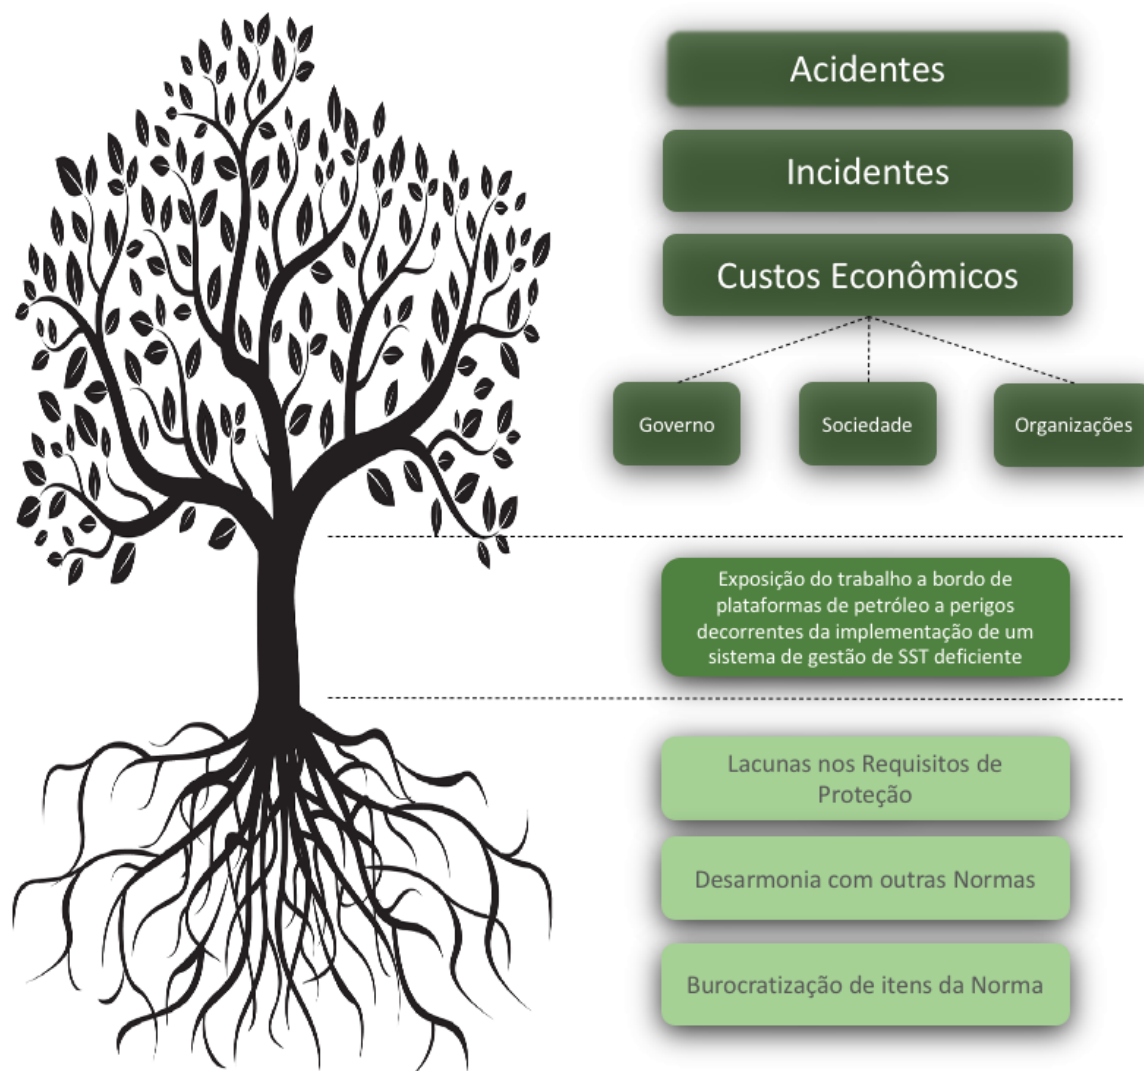 Acidentes
Incidentes
Custos Econômicos
Governo
Sociedade
Organizações
Exposição do trabalho a bordo de
plataformas de petróleo a perigos
decorrentes da implementação de um
sistema de gestão de SST deficiente
Lacunas nos Requisitos de
Proteção
Desarmonia com outras Normas
Burocratização de itens da Norma